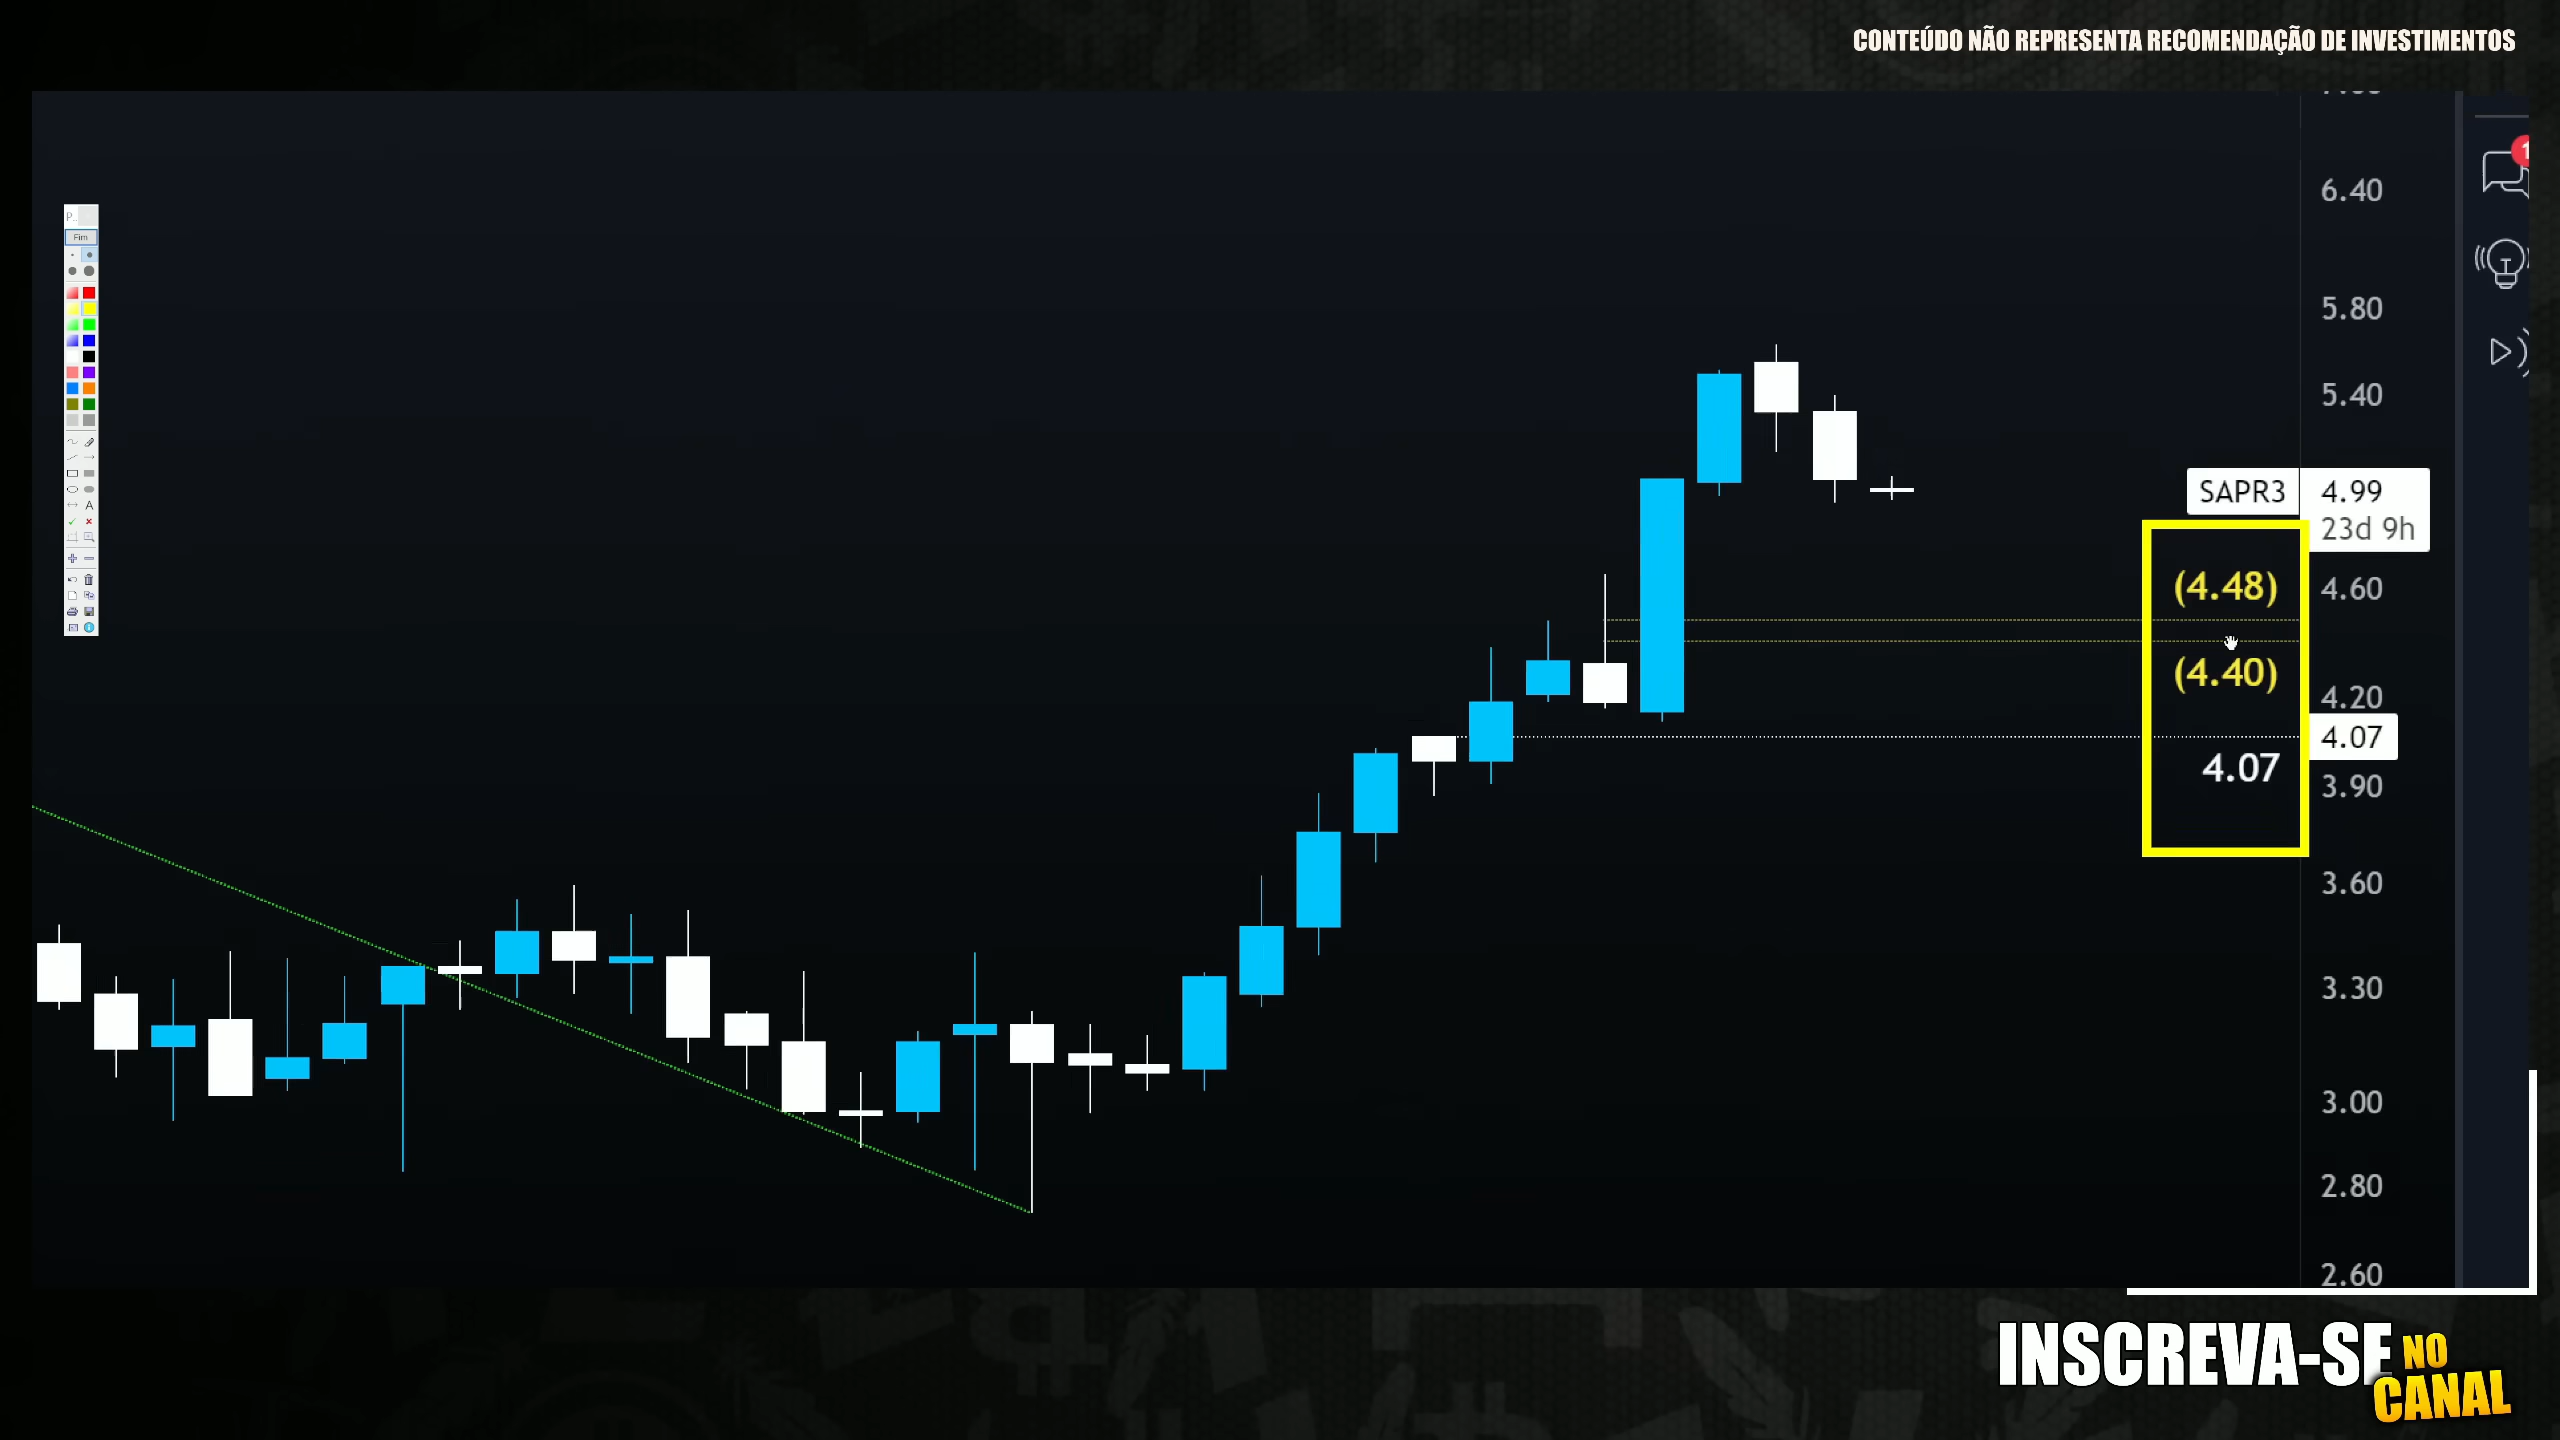 CONTEÚDO NÃO REPRESENTA RECOMENDAÇÃO DE INVESTIMENTOS
P..
Fim
A
1
6.40
5.80
5.40
SAPR3 4.99
23d 9h
(4.48) 4.60
(4.40)
4.20
4.07
4.07
3.90
3.60
3.30
3.00
2.80
2.60
INSCREVA-SE NO
CANAL